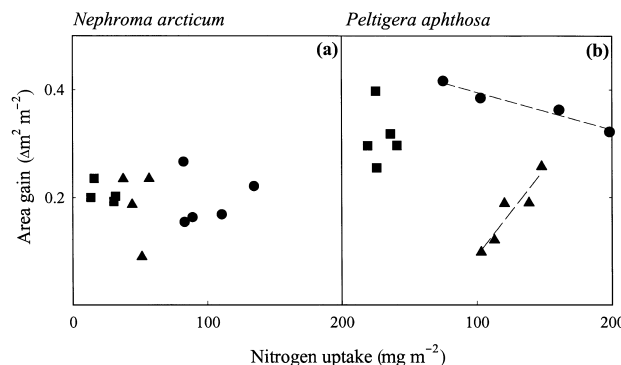 Nephroma arcticum
Peltigera aphthosa
(a)
(b)
Area gain (Δm² m⁻²)
0.4
0.2
0
100
200
100
200
Nitrogen uptake (mg m⁻²)